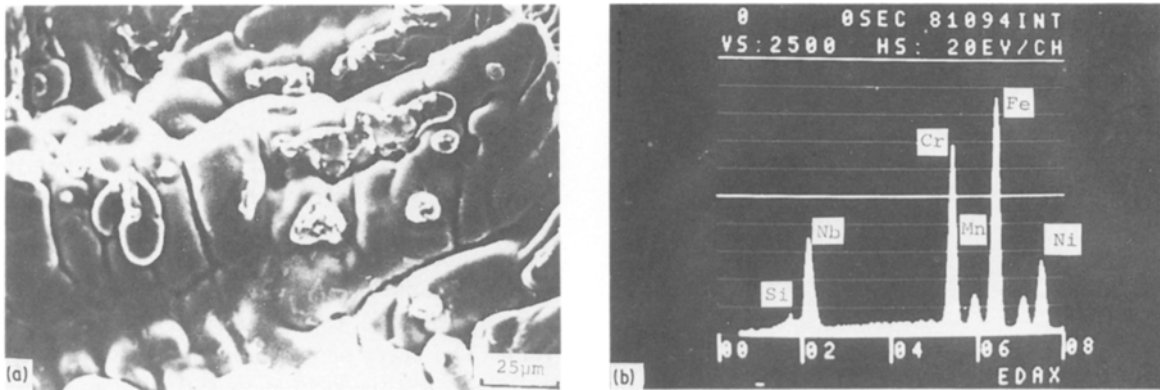 (a)
25μm
(b)
0 0SEC 81094INT
VS:2500 HS: 20EV/CH
Fe
Cr
Mn
Nb
Ni
Si
00 02 04 06 08
EDAX